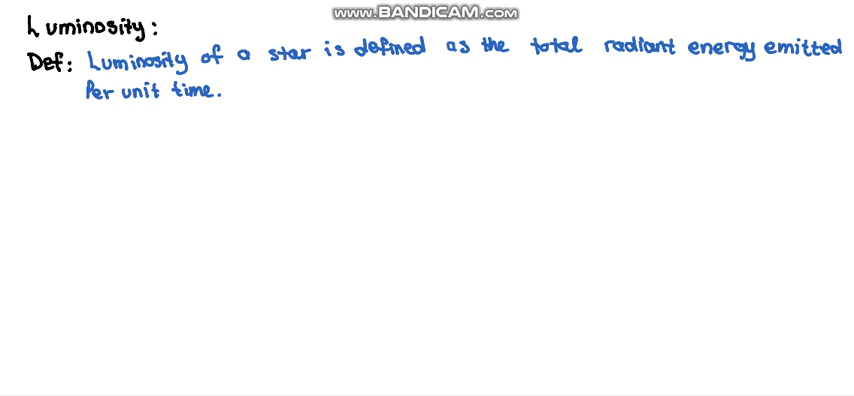 www.BANDICAM.com
Luminosity:
Def: Luminosity of a star is defined as the total radiant energy emitted
Per unit time.